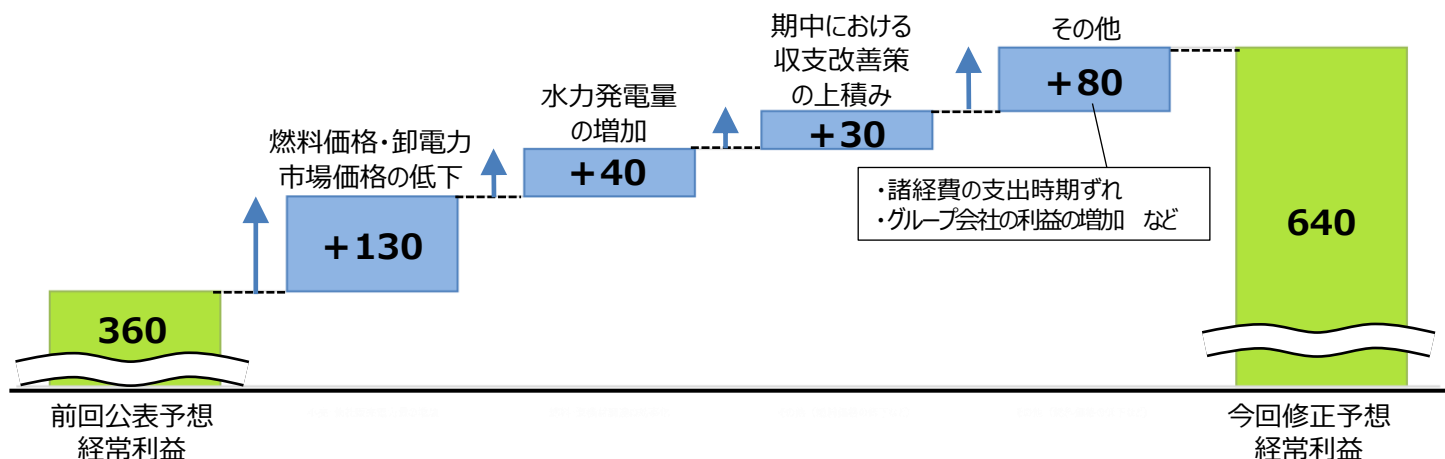 360
前回公表予想
経常利益
燃料価格・卸電力
市場価格の低下
+130
水力発電量
の増加
+40
期中における
収支改善策
の上積み
+30
その他
+80
・諸経費の支出時期ずれ
・グループ会社の利益の増加 など
640
今回修正予想
経常利益